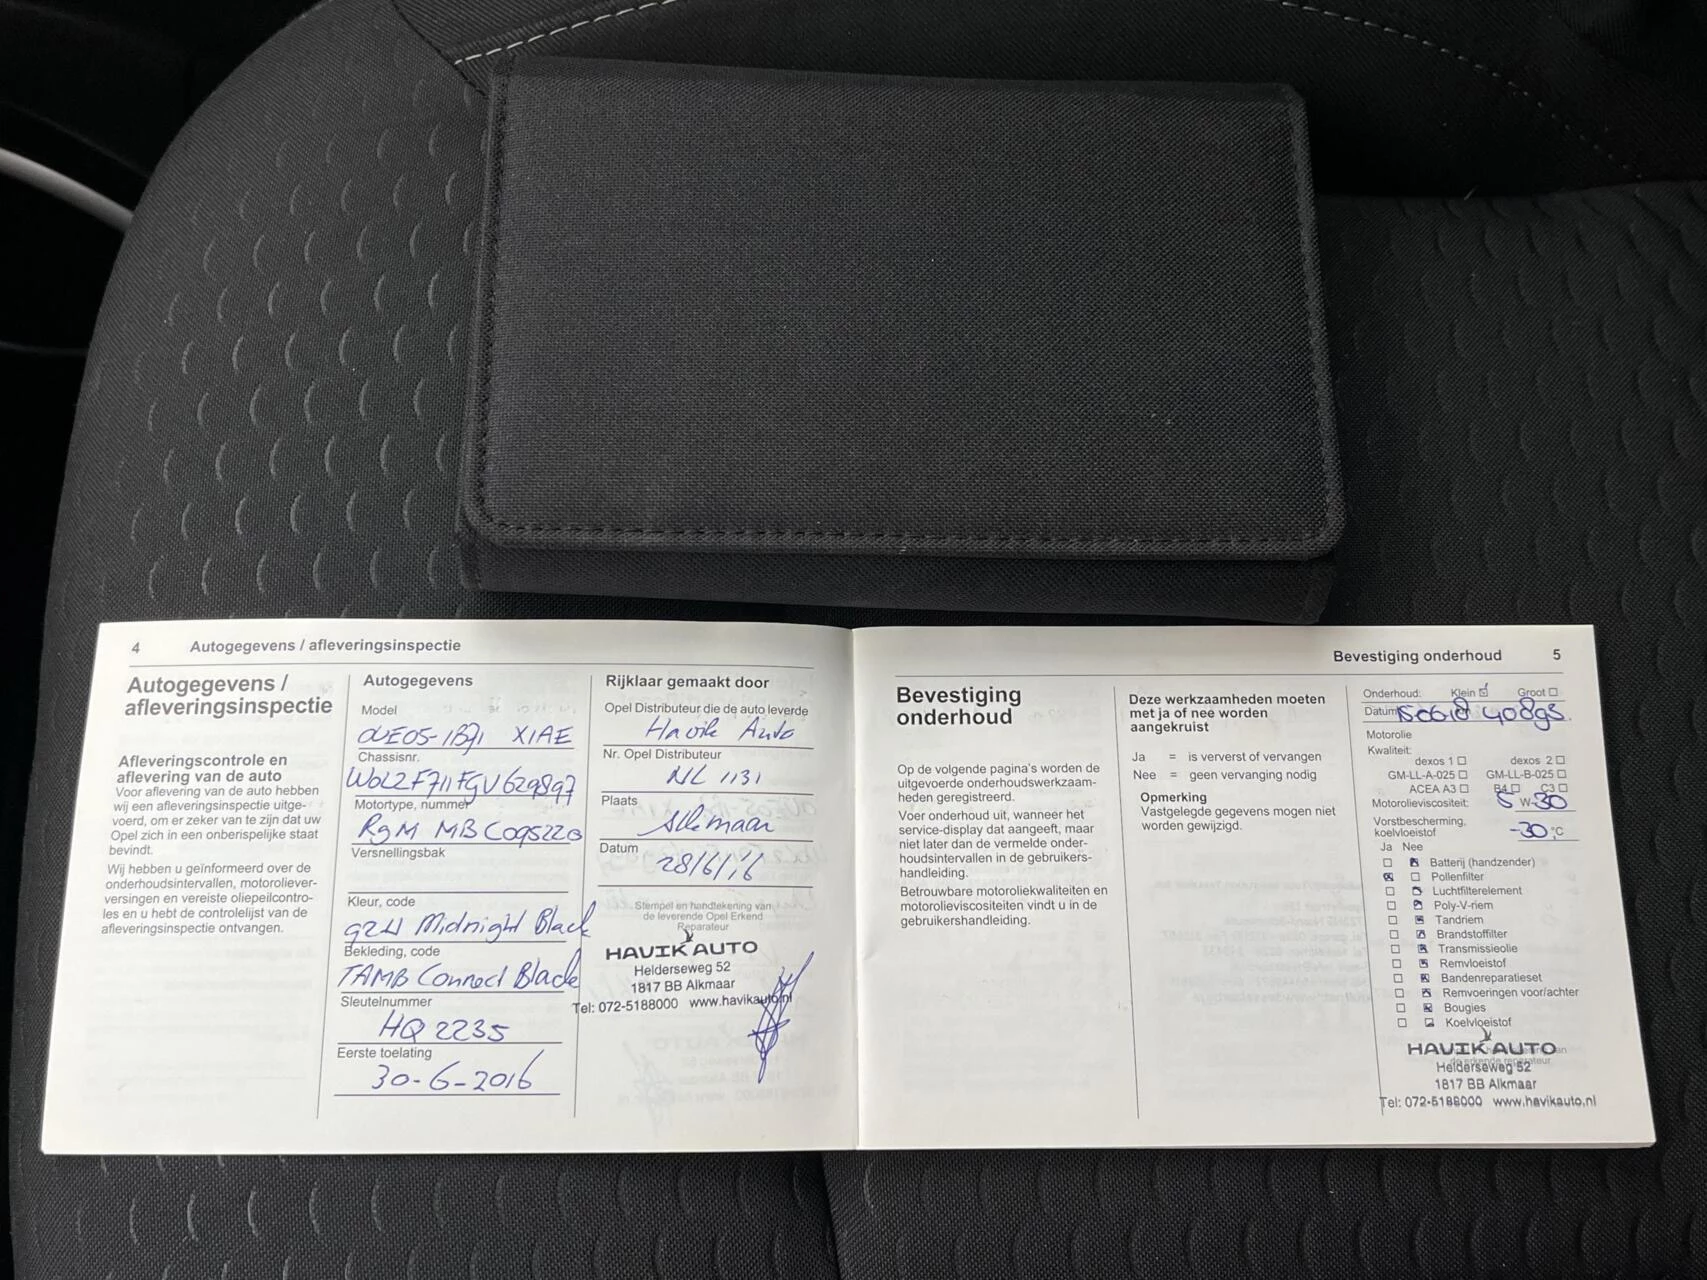 4 Autogegevens / afleveringsinspectie
Autogegevens /
afleveringsinspectie
Afleveringscontrole en
aflevering van de auto
Voor aflevering van de auto hebben
wij een afleveringsinspectie uitge-
voerd, om er zeker van te zijn dat uw
Opel zich in een onberispelijke staat
bevindt.
Wij hebben u geïnformeerd over de
onderhoudsintervallen, motoroliever-
versingen en vereiste oliepeilcontro-
les en u hebt de controlelijst van de
afleveringsinspectie ontvangen.
Autogegevens
Model
X1AE
Chassisnr.
Motortype, nummer
Versnellingsbak
Kleur, code
Midnight Black
Bekleding, code
TAMB Connect Black
Sleutelnummer
HQ 2235
Eerste toelating
30-6-2016
Rijklaar gemaakt door
Opel Distributeur die de auto leverde
Havik Auto
Nr. Opel Distributeur
NL 1131
Plaats
Alkmaar
Datum
28/6/16
Stempel en handtekening van
de leverende Opel Erkend
Reparateur
HAVIK AUTO
Helderseweg 52
1817 BB Alkmaar
Tel: 072-5188000 www.havikauto.nl
Bevestiging onderhoud 5
Bevestiging
onderhoud
Op de volgende pagina's worden de
uitgevoerde onderhoudswerkzaam-
heden geregistreerd.
Voer onderhoud uit, wanneer het
service-display dat aangeeft, maar
niet later dan de vermelde onder-
houdsintervallen in de gebruikers-
handleiding.
Betrouwbare motoroliekwaliteiten en
motorolieviscositeiten vindt u in de
gebruikershandleiding.
Deze werkzaamheden moeten
met ja of nee worden
aangekruist
Ja = is ververst of vervangen
Nee = geen vervanging nodig
Opmerking
Vastgelegde gegevens mogen niet
worden gewijzigd.
Onderhoud: Klein Groot
Datum
Motorolie
Kwaliteit:
dexos 1 dexos 2
GM-LL-A-025 GM-LL-B-025
ACEA A3 B4 C3
Motorolieviscositeit: 5 W-30
Vorstbescherming,
koelvloeistof -30 °C
Ja Nee
Batterij (handzender)
Pollenfilter
Luchtfilterelement
Poly-V-riem
Tandriem
Brandstoffilter
Transmissieolie
Remvloeistof
Bandenreparatieset
Remvoeringen voor/achter
Bougies
Koelvloeistof
HAVIK AUTO
Helderseweg 52
1817 BB Alkmaar
Tel: 072-5188000 www.havikauto.nl